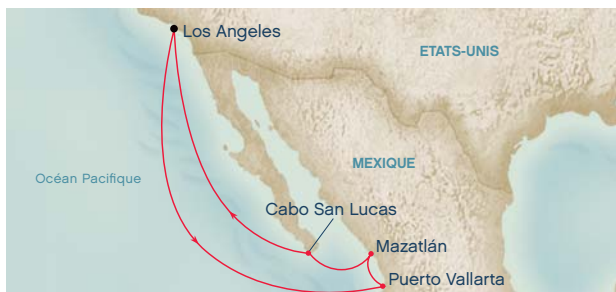 Los Angeles
ETATS-UNIS
MEXIQUE
Océan Pacifique
Cabo San Lucas
Mazatlán
Puerto Vallarta